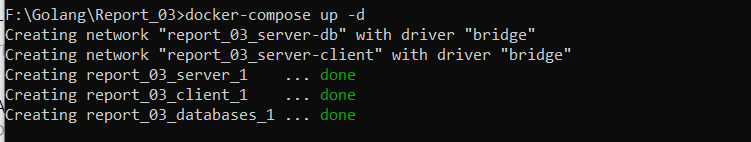 F:\Golang\Report_03>docker-compose up -d
Creating network "report_03_server-db" with driver "bridge"
Creating network "report_03_server-client" with driver "bridge"
Creating report_03_server_1    ... done
Creating report_03_client_1    ... done
Creating report_03_databases_1 ... done